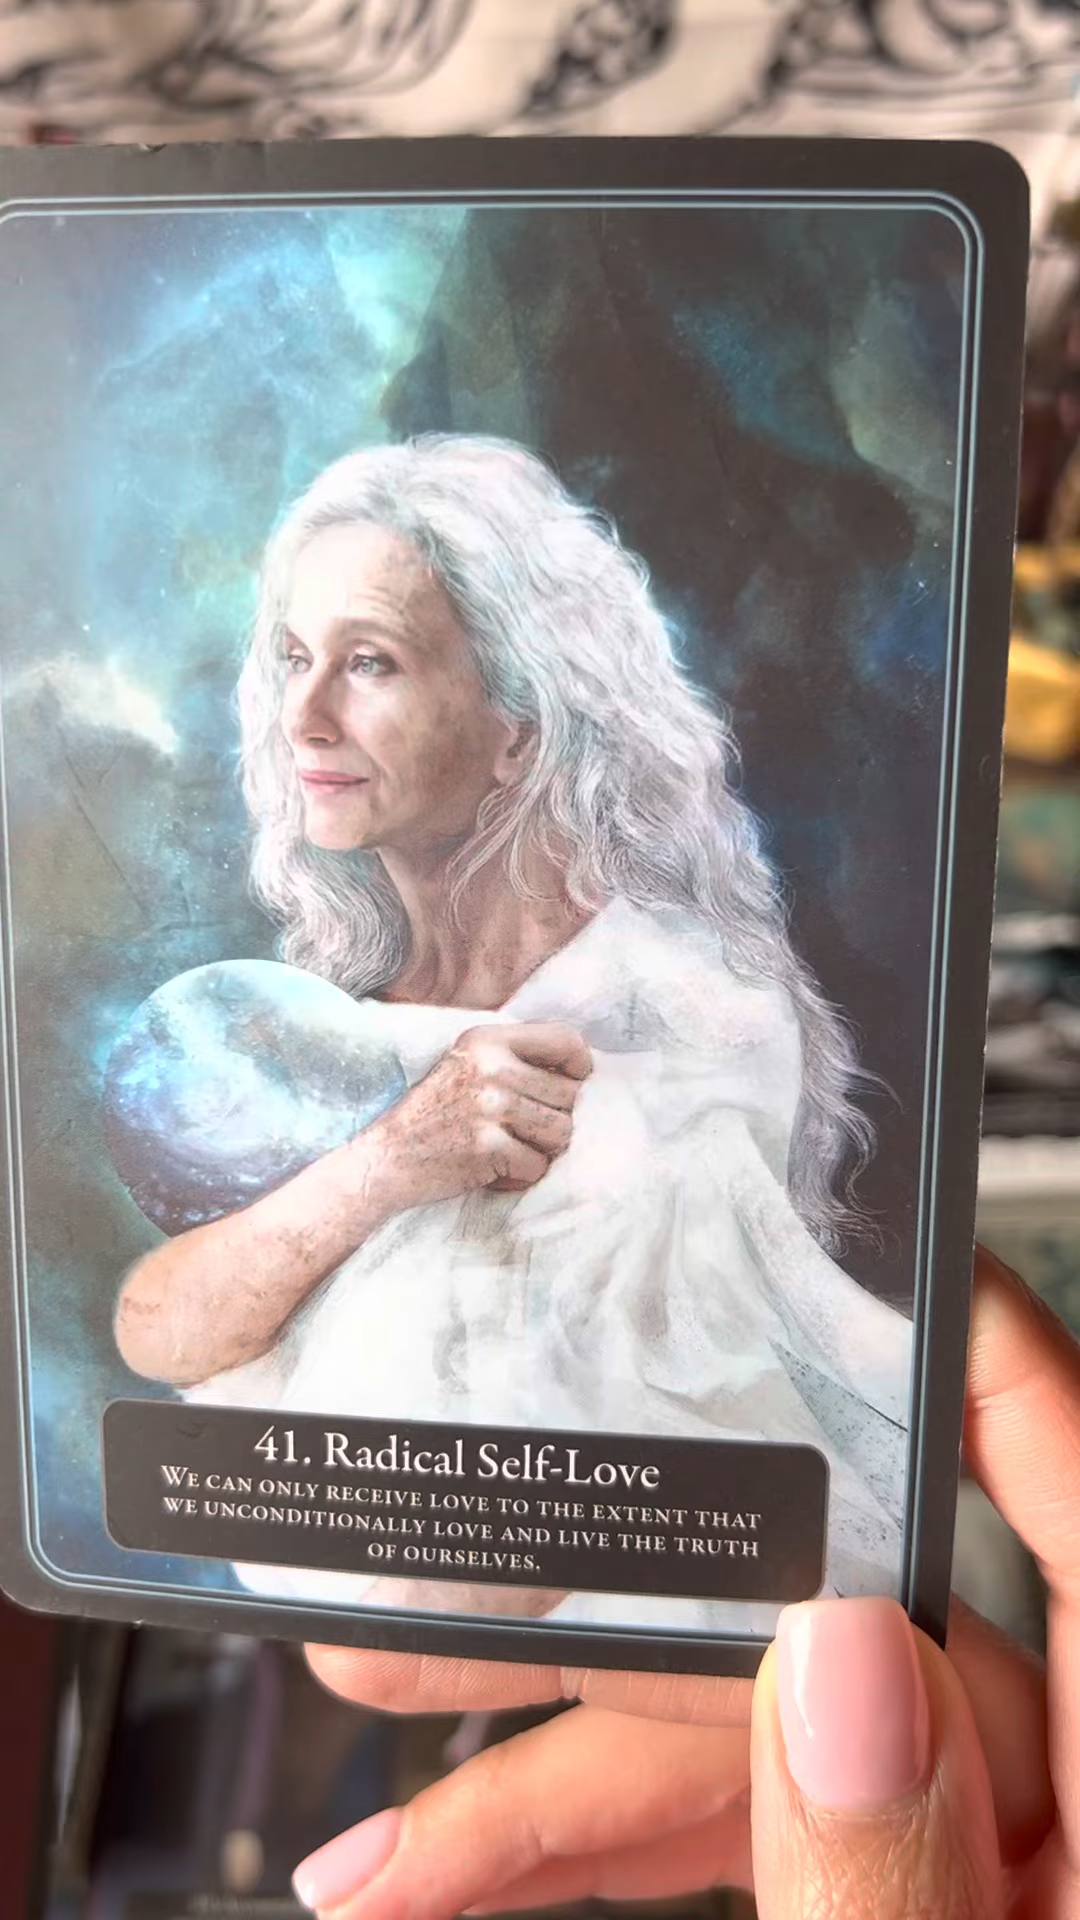 41. Radical Self-Love
We can only receive love to the extent that
we unconditionally love and live the truth
of ourselves.